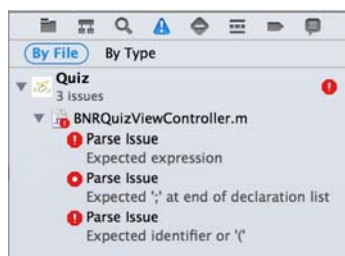 By File By Type
Quiz
3 issues
BNRQuizViewController.m
Parse Issue
Expected expression
Parse Issue
Expected ';' at end of declaration list
Parse Issue
Expected identifier or '('